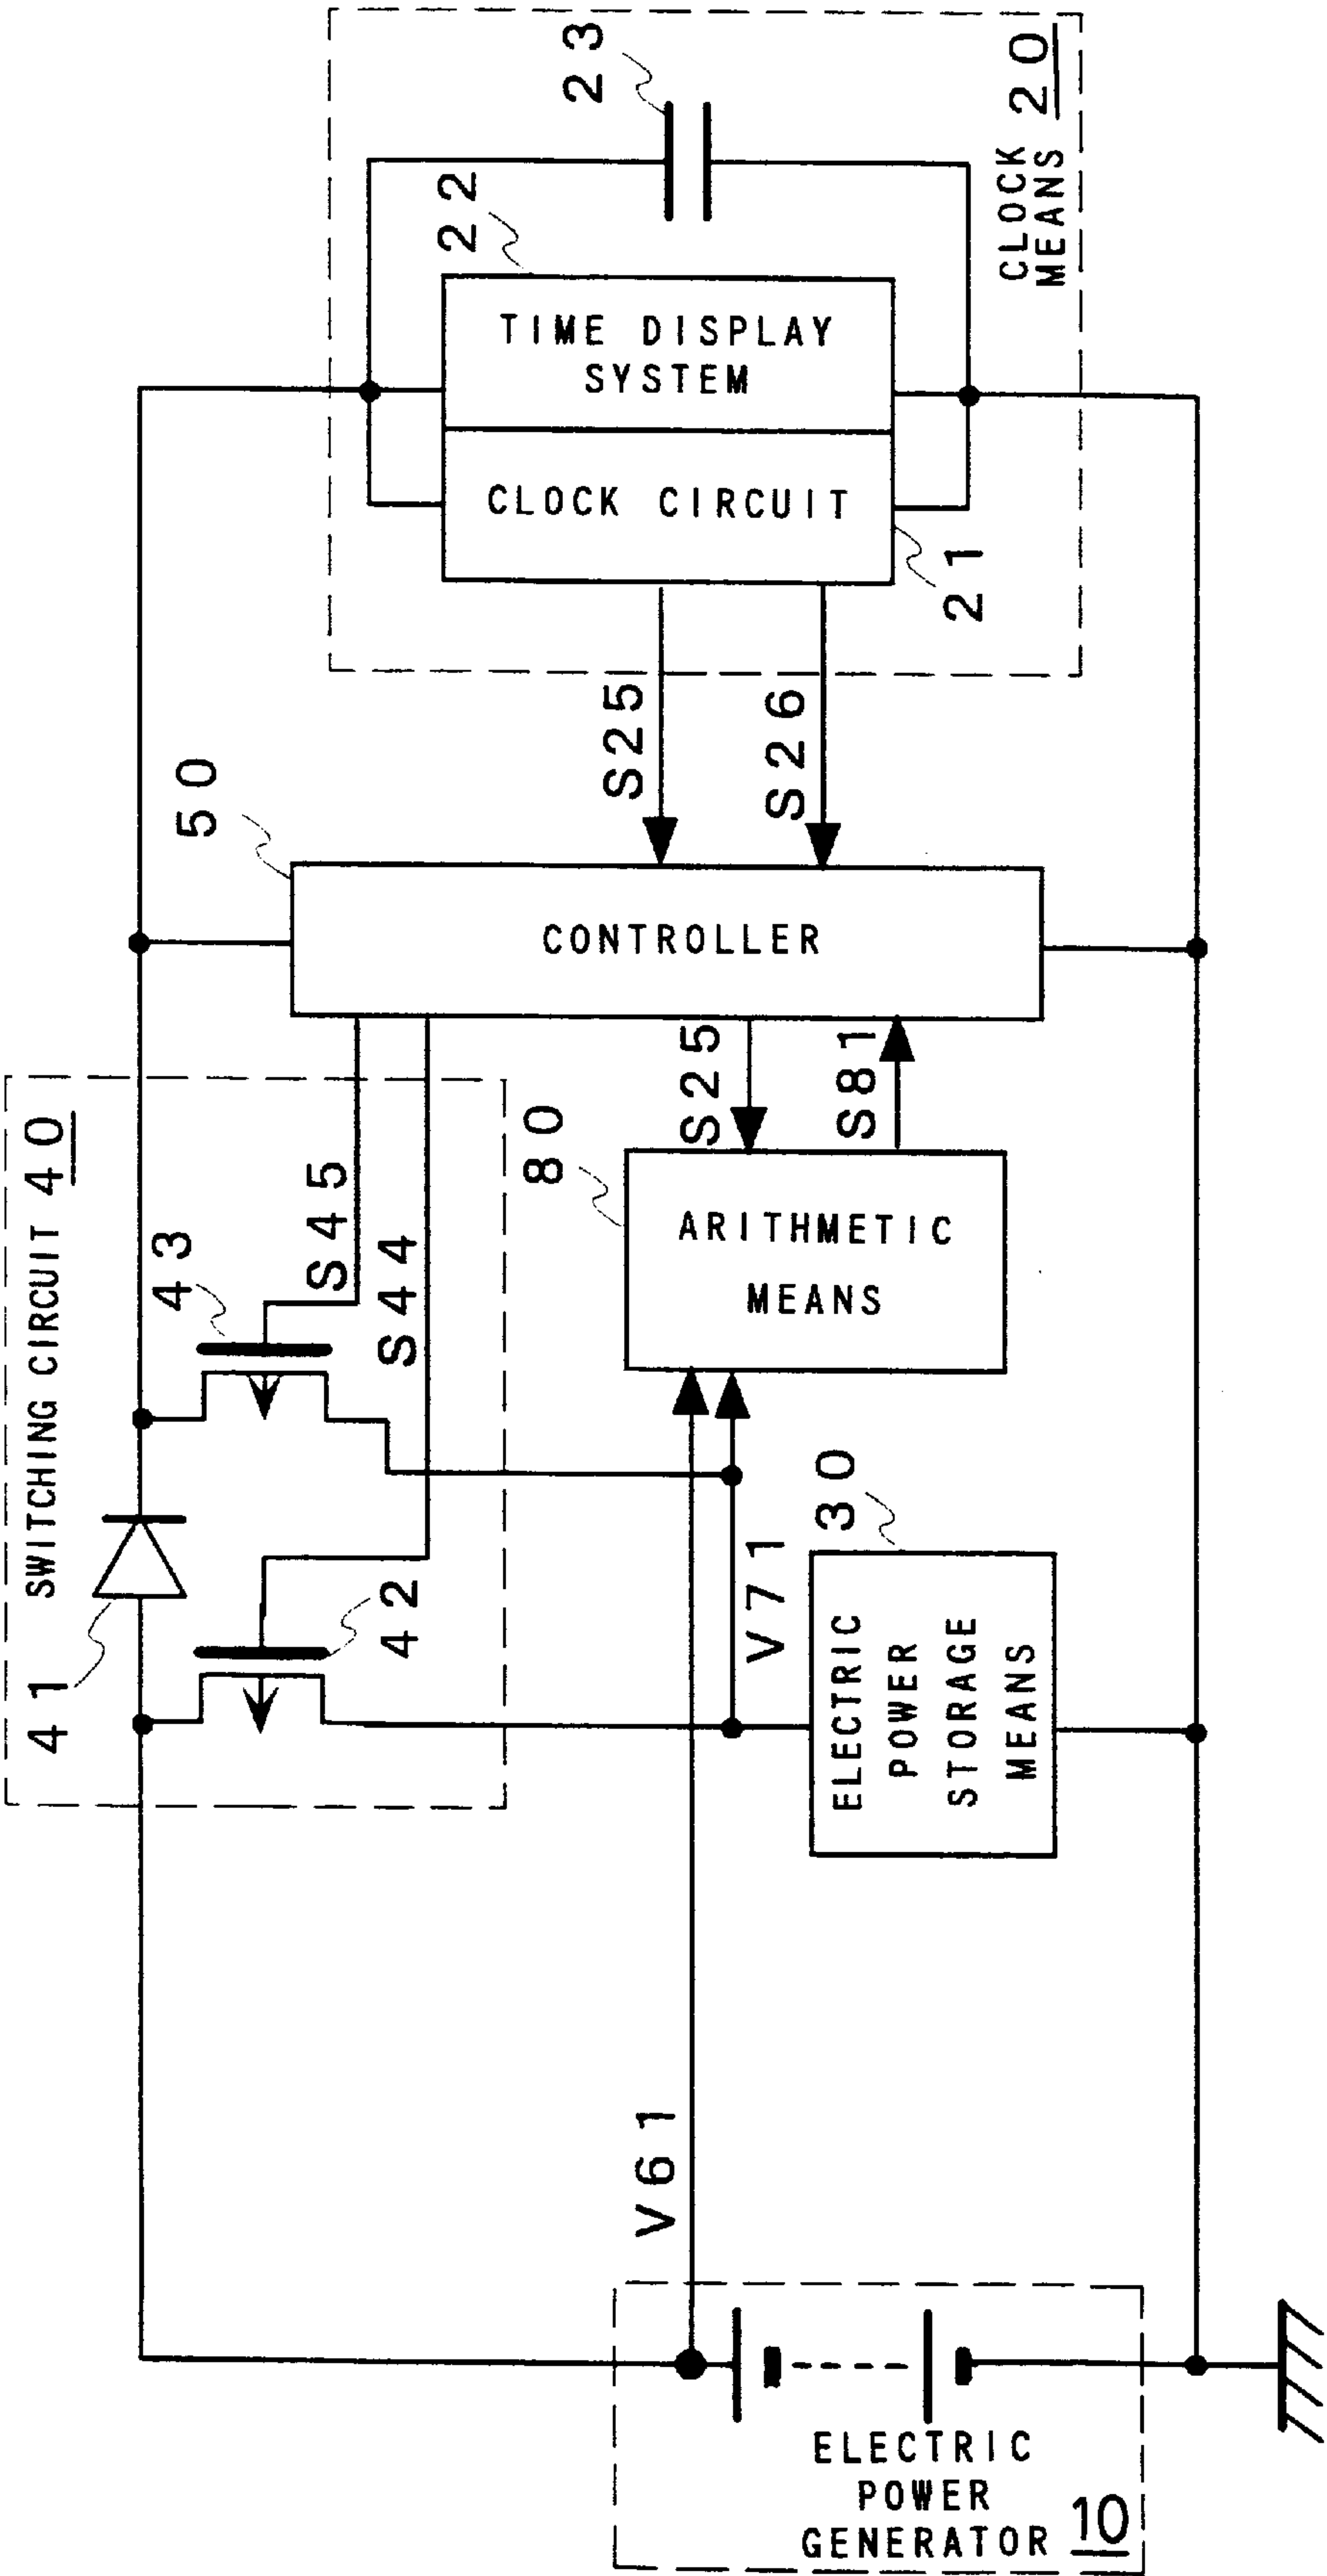 SWITCHING CIRCUIT 40
41
42
43
S45
S44
50
CONTROLLER
S25
S26
22
23
TIME DISPLAY
SYSTEM
CLOCK CIRCUIT
21
CLOCK
MEANS 20
80
ARITHMETIC
MEANS
S25
S81
V61
V71
30
ELECTRIC
POWER
STORAGE
MEANS
ELECTRIC
POWER
GENERATOR 10